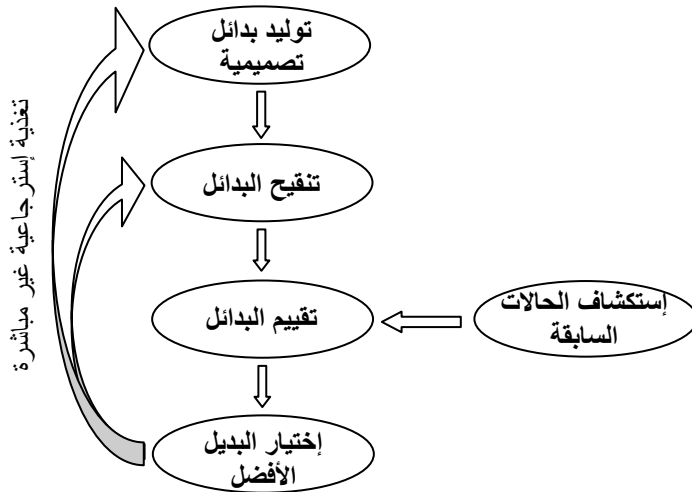 توليد بدائل
تصميمية
تنقيح البدائل
تقييم البدائل
إستكشاف الحالات
السابقة
إختيار البديل
الأفضل
تغذية إسترجاعية غير مباشرة